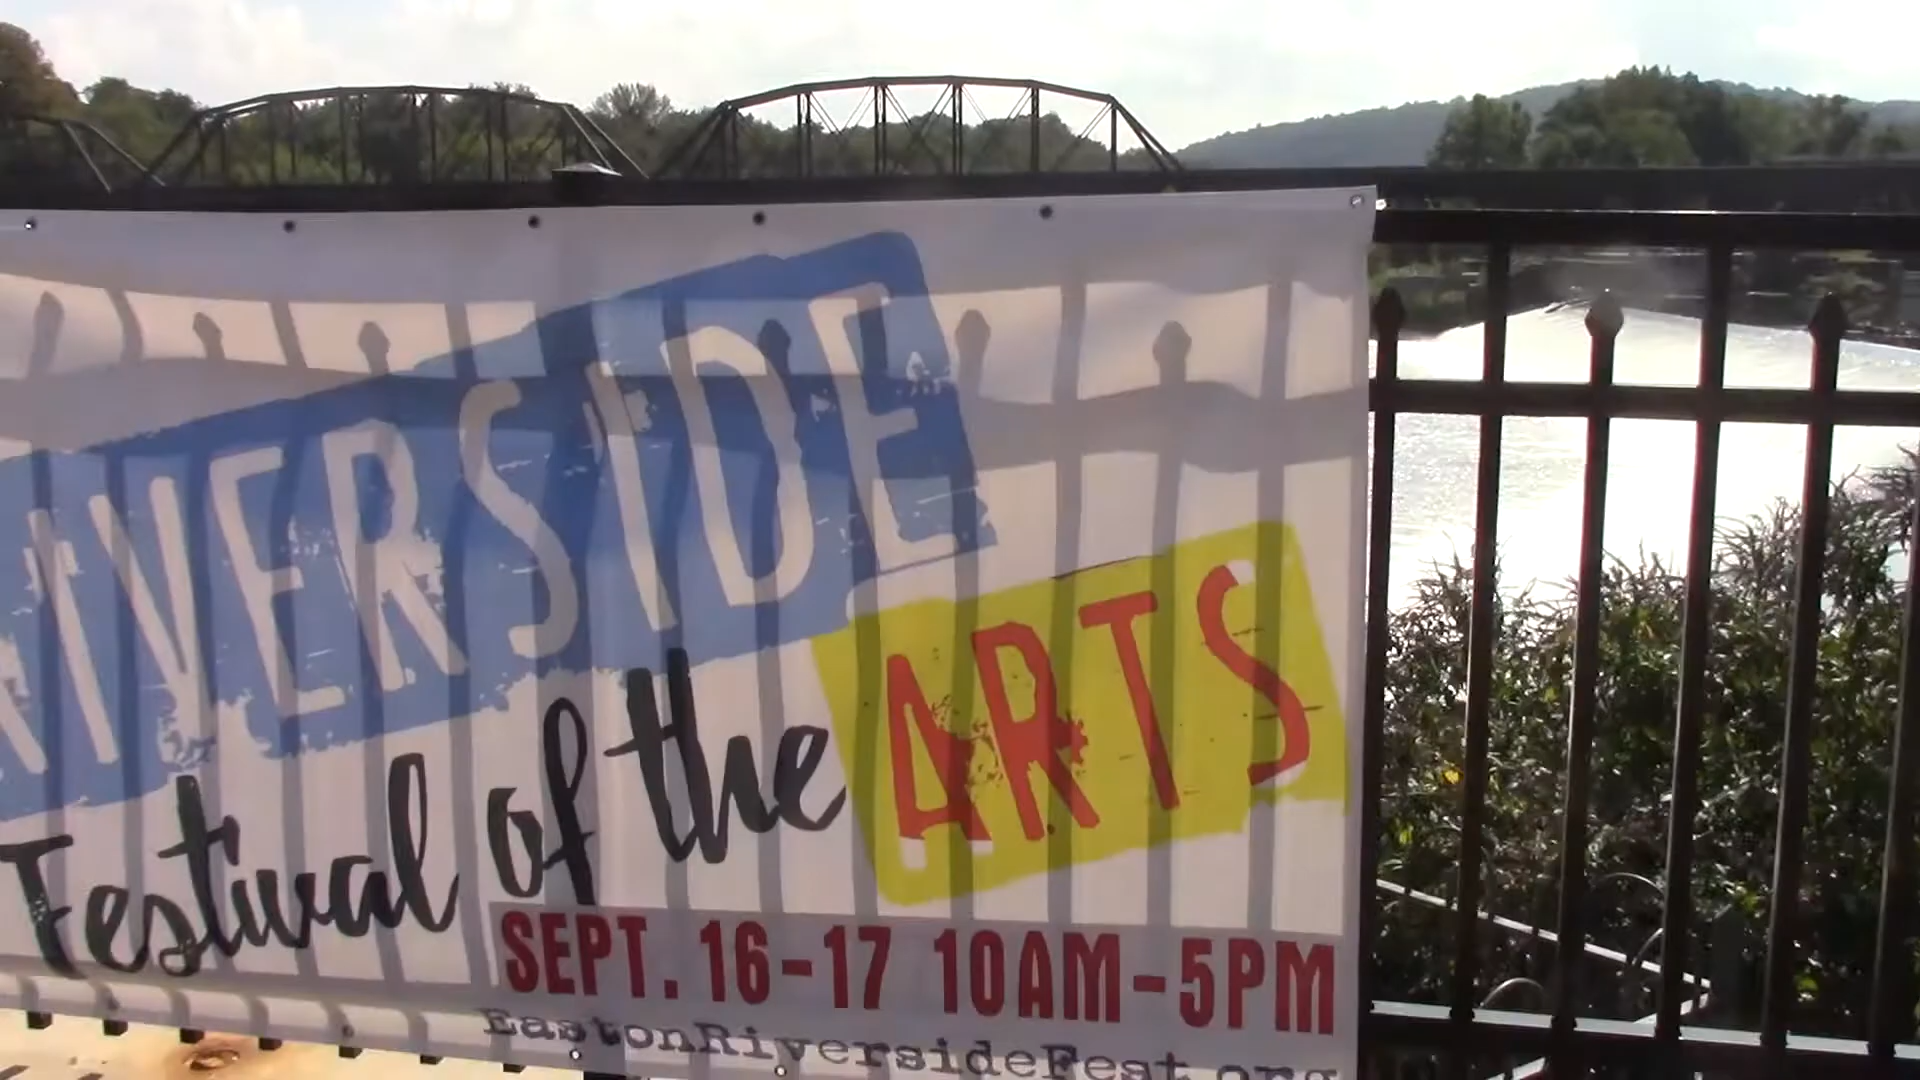 RIVERSIDE
Festival of the ARTS
SEPT. 16-17 10AM-5PM
EastonRiversideFest.org